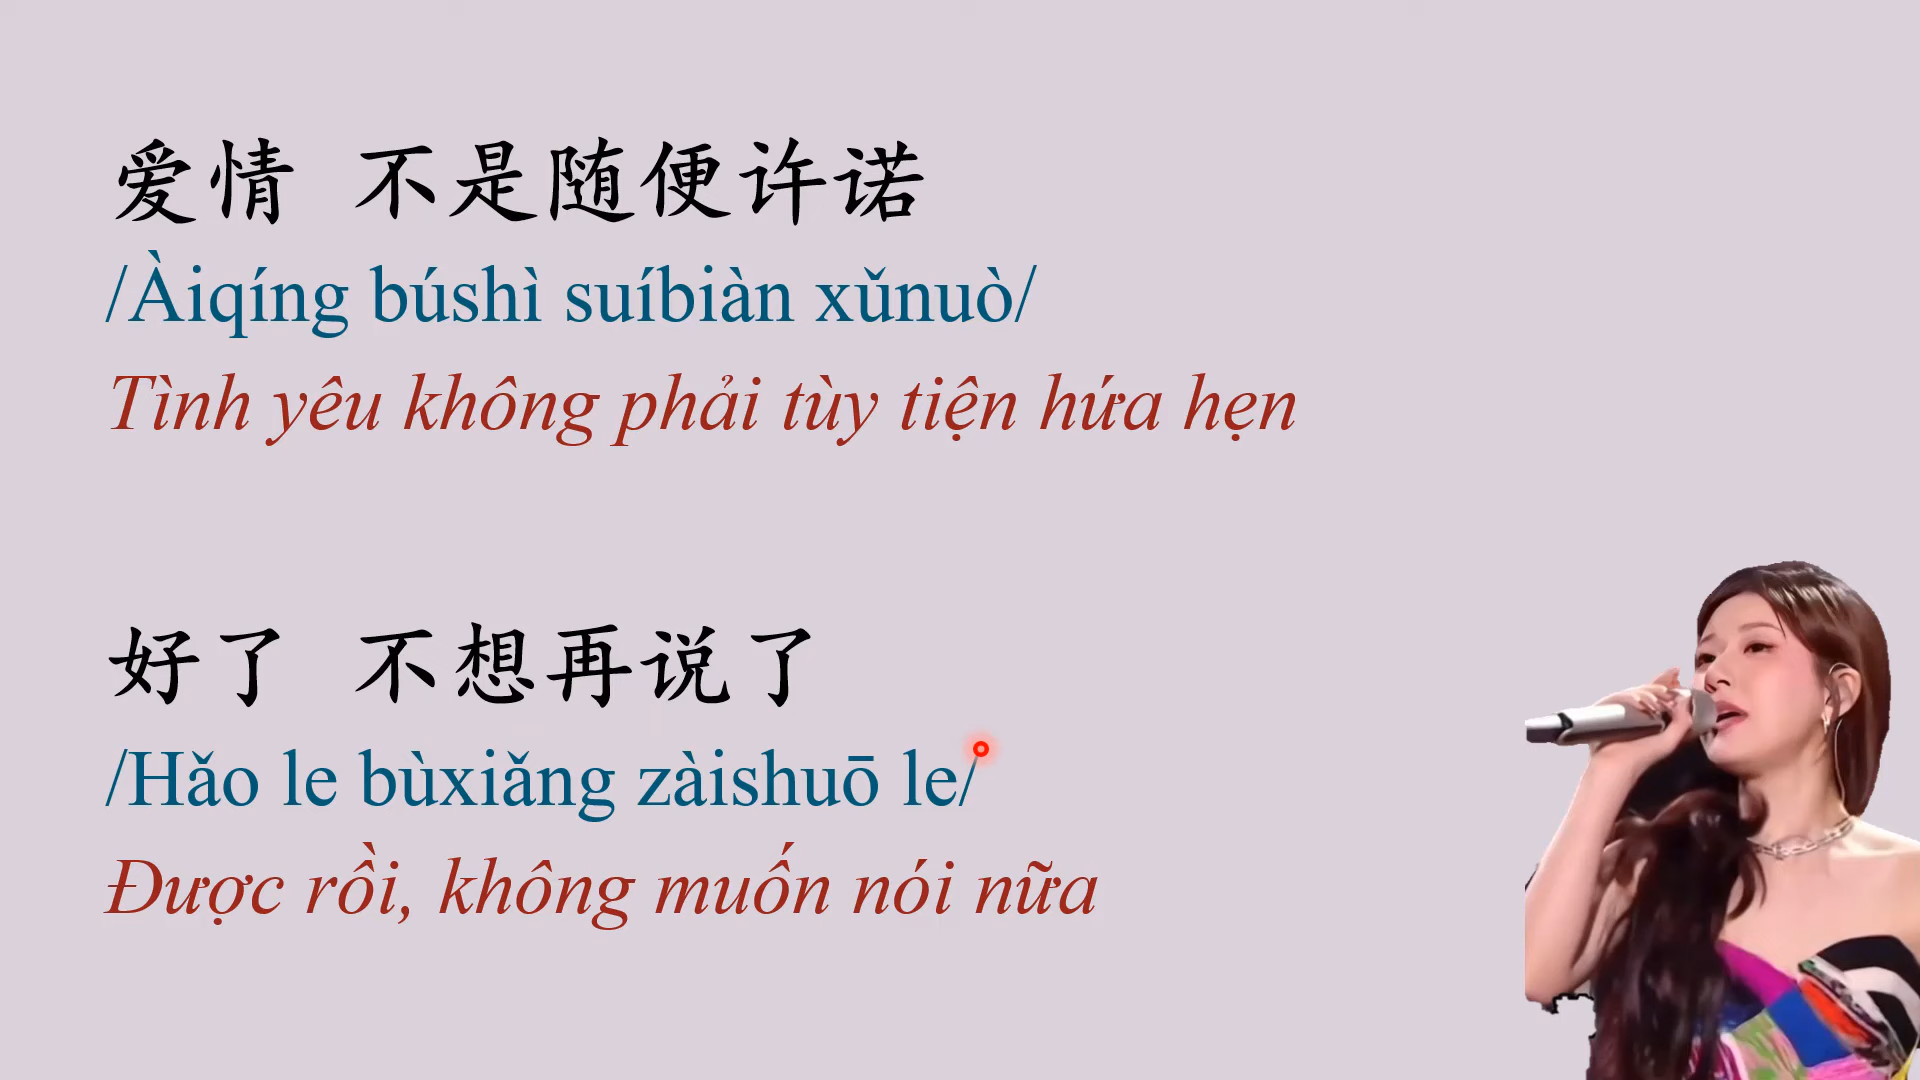 爱情 不是随便许诺
/Àiqíng búshì suíbiàn xǔnuò/
Tình yêu không phải tùy tiện hứa hẹn
好了 不想再说了
/Hǎo le bùxiǎng zàishuō le/
Được rồi, không muốn nói nữa